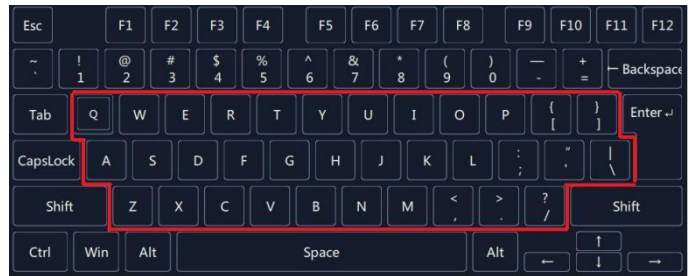 Esc F1 F2 F3 F4 F5 F6 F7 F8 F9 F10 F11 F12
~ ! @ # $ % ^ & * ( ) — +
` 1 2 3 4 5 6 7 8 9 0 - = ← Backspace
Tab Q W E R T Y U I O P { } Enter ↵
[ ]
CapsLock A S D F G H J K L : " |
; ' \
Shift Z X C V B N M < > ? Shift
, . /
Ctrl Win Alt Space Alt ← ↑ ↓ →